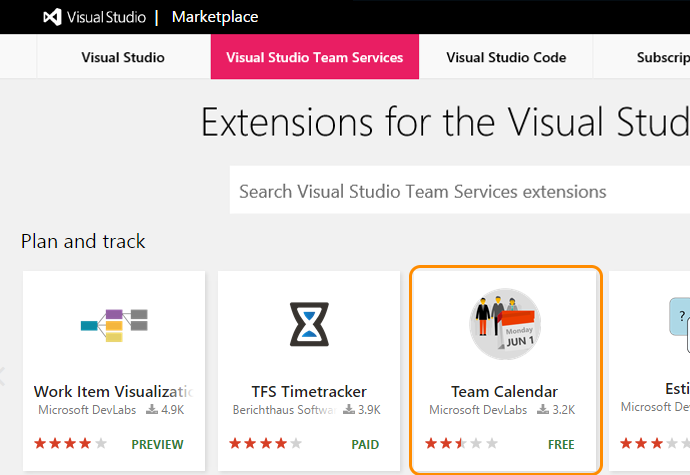 Visual Studio | Marketplace
Visual Studio Visual Studio Team Services Visual Studio Code Subscrip
Extensions for the Visual Stud
Search Visual Studio Team Services extensions
Plan and track
?
Monday
JUN 1
Work Item Visualizatio TFS Timetracker Team Calendar Esti
Microsoft DevLabs 4.9K Berichthaus Softwa 3.9K Microsoft DevLabs 3.2K Microsoft De
PREVIEW PAID FREE